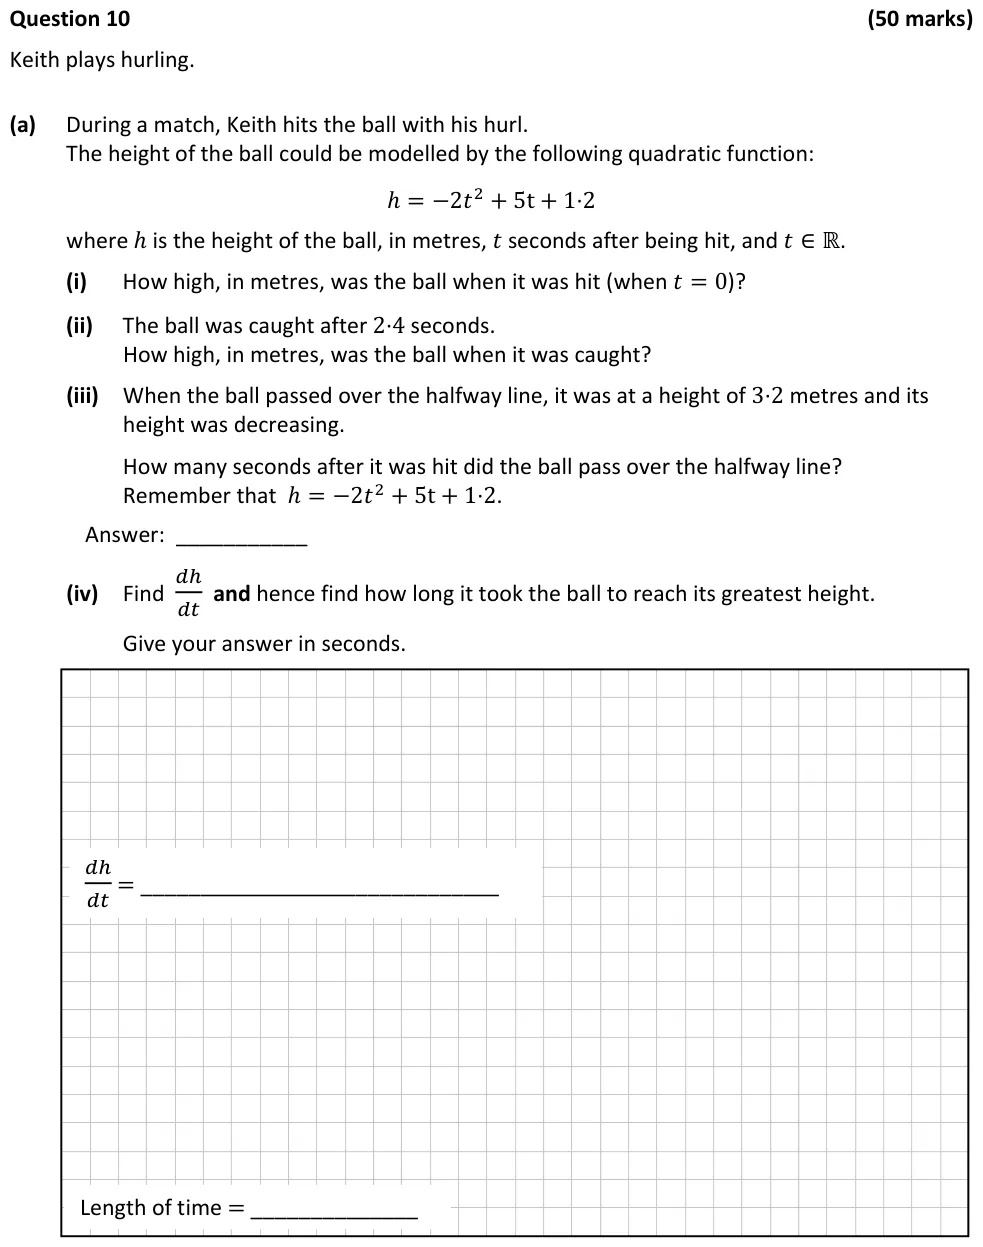 Question 10 (50 marks)
Keith plays hurling.
(a) During a match, Keith hits the ball with his hurl.
The height of the ball could be modelled by the following quadratic function:
ℎ = −2𝑡² + 5t + 1·2
where ℎ is the height of the ball, in metres, 𝑡 seconds after being hit, and 𝑡 ∈ ℝ.
(i) How high, in metres, was the ball when it was hit (when 𝑡 = 0)?
(ii) The ball was caught after 2·4 seconds.
How high, in metres, was the ball when it was caught?
(iii) When the ball passed over the halfway line, it was at a height of 3·2 metres and its
height was decreasing.
How many seconds after it was hit did the ball pass over the halfway line?
Remember that ℎ = −2𝑡² + 5t + 1·2.
Answer: ___________
(iv) Find 𝑑ℎ/𝑑𝑡 and hence find how long it took the ball to reach its greatest height.
Give your answer in seconds.
𝑑ℎ/𝑑𝑡 = ______________________________
Length of time = ______________